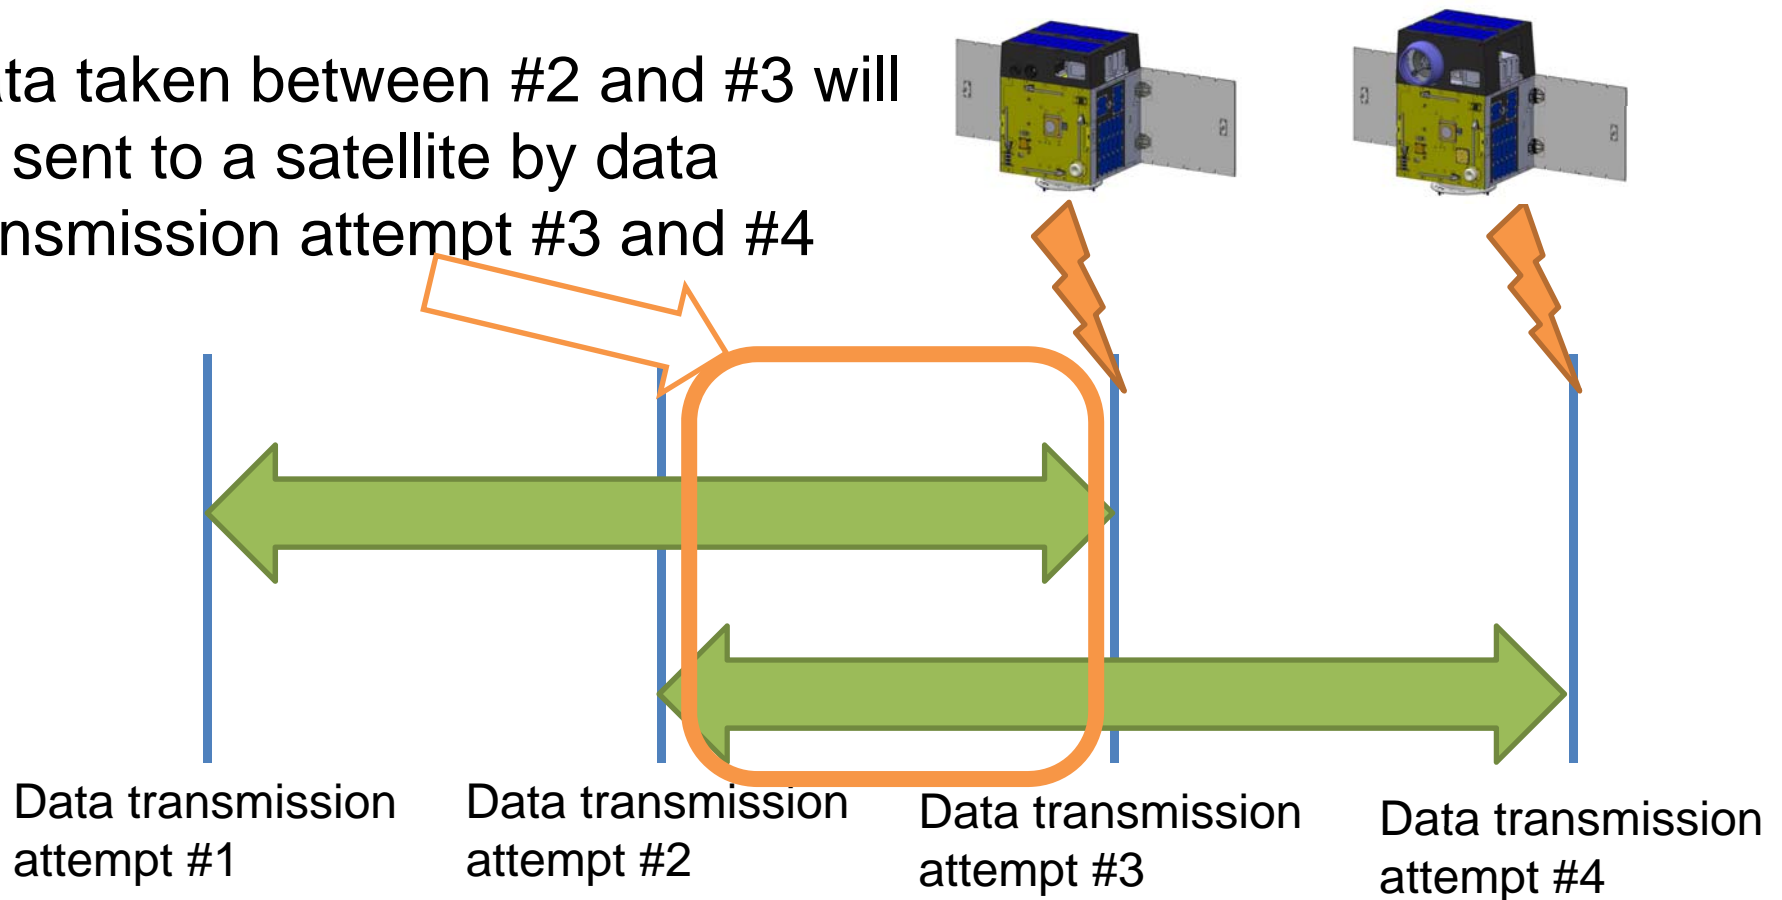 ata taken between #2 and #3 will
sent to a satellite by data
nsmission attempt #3 and #4
Data transmission
attempt #1
Data transmission
attempt #2
Data transmission
attempt #3
Data transmission
attempt #4